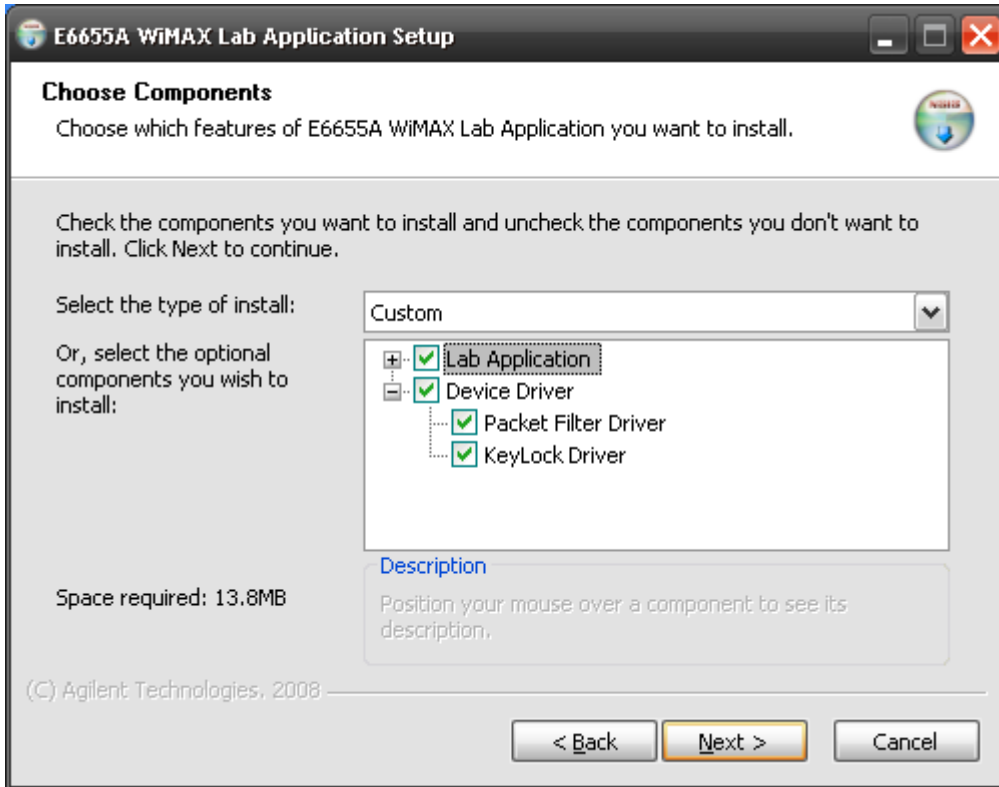 E6655A WiMAX Lab Application Setup
Choose Components
Choose which features of E6655A WiMAX Lab Application you want to install.
Check the components you want to install and uncheck the components you don't want to
install. Click Next to continue.
Select the type of install:
Custom
Or, select the optional
components you wish to
install:
Lab Application
Device Driver
Packet Filter Driver
KeyLock Driver
Space required: 13.8MB
Description
Position your mouse over a component to see its
description.
(C) Agilent Technologies, 2008
< Back
Next >
Cancel